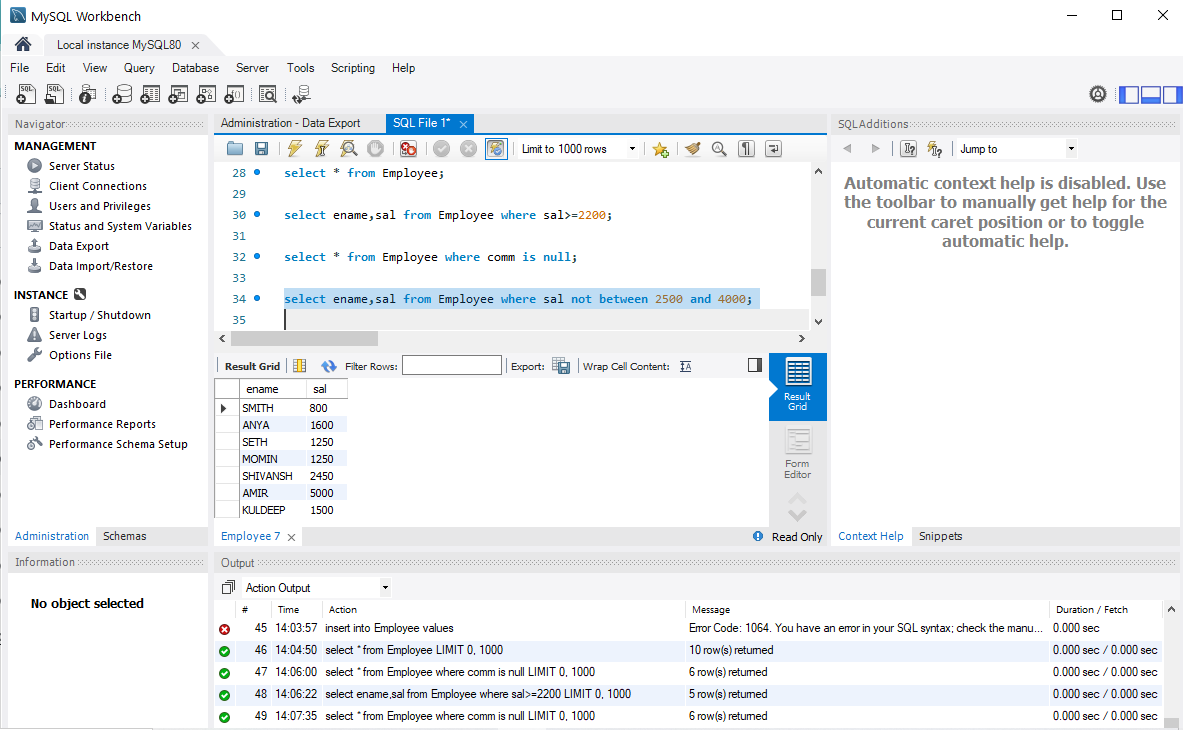 MySQL Workbench
Local instance MySQL80
File Edit View Query Database Server Tools Scripting Help
Navigator
MANAGEMENT
Server Status
Client Connections
Users and Privileges
Status and System Variables
Data Export
Data Import/Restore
INSTANCE
Startup / Shutdown
Server Logs
Options File
PERFORMANCE
Dashboard
Performance Reports
Performance Schema Setup
Administration Schemas
Information
No object selected
Administration - Data Export SQL File 1*
Limit to 1000 rows
28 select * from Employee;
29
30 select ename,sal from Employee where sal>=2200;
31
32 select * from Employee where comm is null;
33
34 select ename,sal from Employee where sal not between 2500 and 4000;
35
Result Grid Filter Rows: Export: Wrap Cell Content:
ename sal
SMITH 800
ANYA 1600
SETH 1250
MOMIN 1250
SHIVANSH 2450
AMIR 5000
KULDEEP 1500
Result Grid
Form Editor
Employee 7 Read Only
SQLAdditions
Jump to
Automatic context help is disabled. Use
the toolbar to manually get help for the
current caret position or to toggle
automatic help.
Context Help Snippets
Output
Action Output
# Time Action Message Duration / Fetch
45 14:03:57 insert into Employee values Error Code: 1064. You have an error in your SQL syntax; check the manu... 0.000 sec
46 14:04:50 select * from Employee LIMIT 0, 1000 10 row(s) returned 0.000 sec / 0.000 sec
47 14:06:00 select * from Employee where comm is null LIMIT 0, 1000 6 row(s) returned 0.000 sec / 0.000 sec
48 14:06:22 select ename,sal from Employee where sal>=2200 LIMIT 0, 1000 5 row(s) returned 0.000 sec / 0.000 sec
49 14:07:35 select * from Employee where comm is null LIMIT 0, 1000 6 row(s) returned 0.000 sec / 0.000 sec